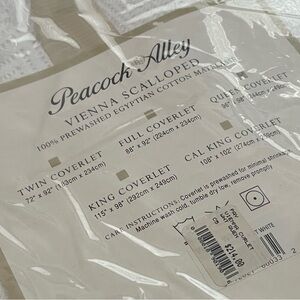 Peacock Alley
VIENNA SCALLOPED
100% PREWASHED EGYPTIAN COTTON
TWIN COVERLET
72" x 92"
FULL COVERLET
88" x 92" (224cm x 234cm)
QUEEN COVERLET
KING COVERLET
115" x 98" (292cm x 249cm)
CAL KING COVERLET
108" x 102"
CARE INSTRUCTIONS: Coverlet is prewashed for minimal shrinkage.
Machine wash cold, tumble dry low, remove promptly.
$214.00
WHITE